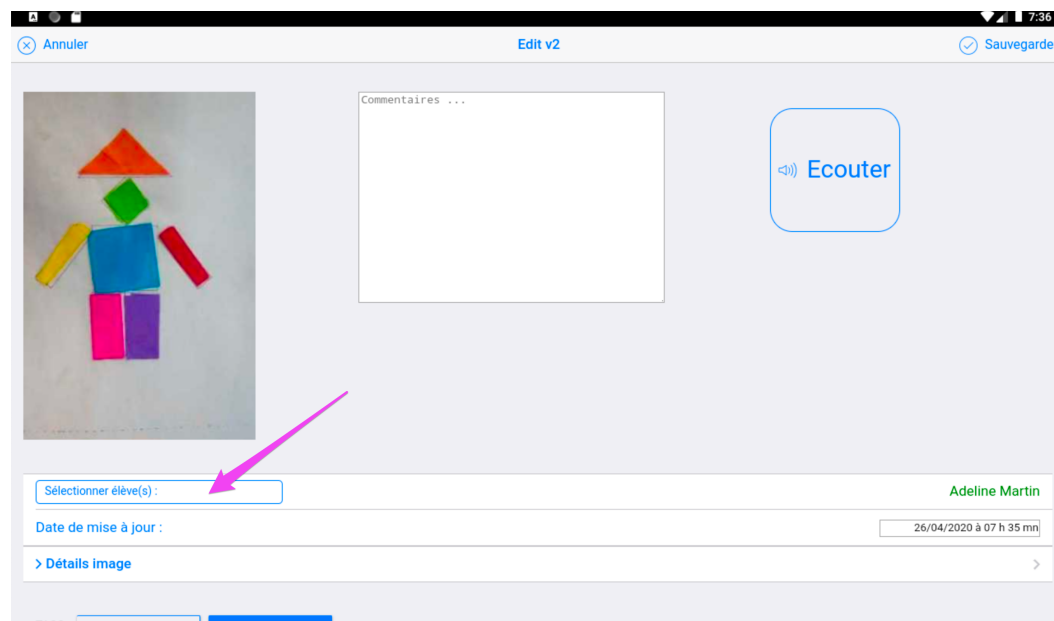 7:36
Annuler
Edit v2
Sauvegarde
Commentaires ...
Ecouter
Sélectionner élève(s) :
Adeline Martin
Date de mise à jour :
26/04/2020 à 07 h 35 mn
Détails image